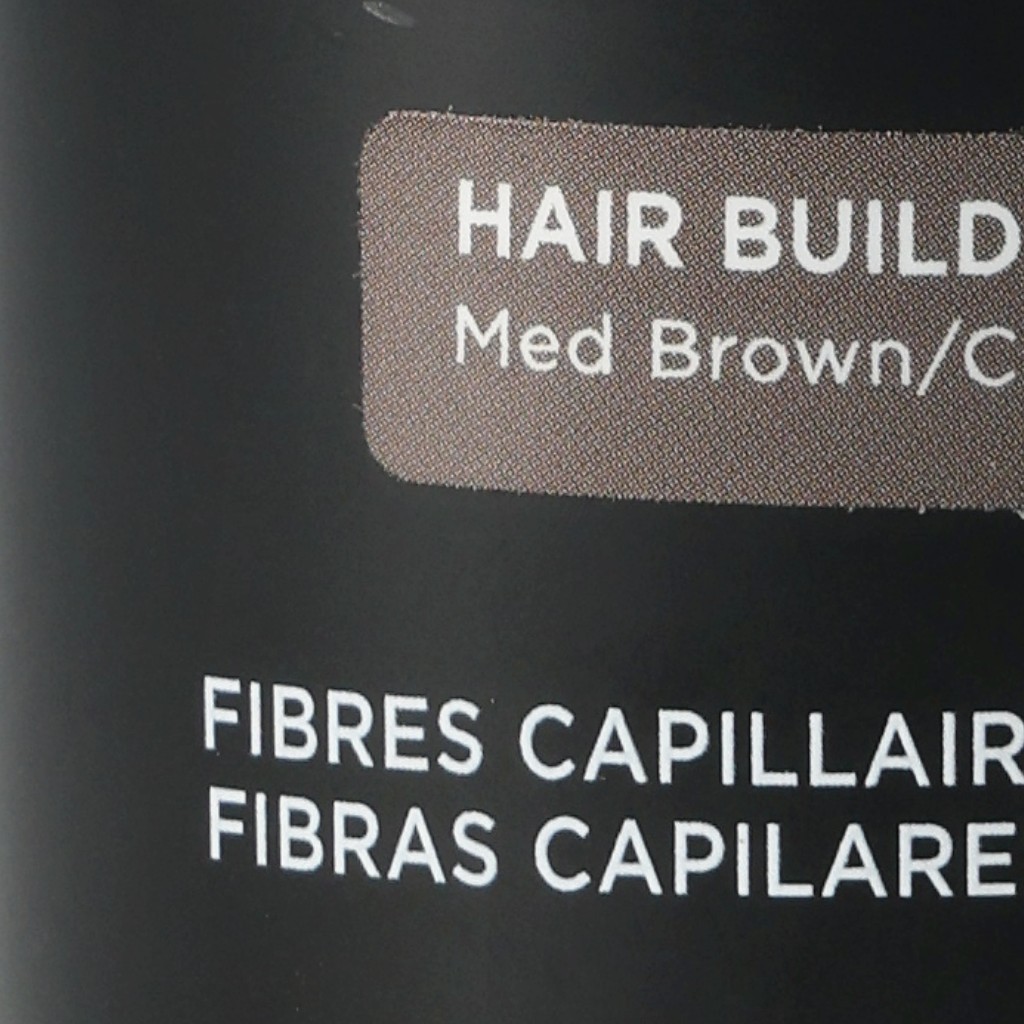 HAIR BUILD
Med Brown/C
FIBRES CAPILLAIR
FIBRAS CAPILARE